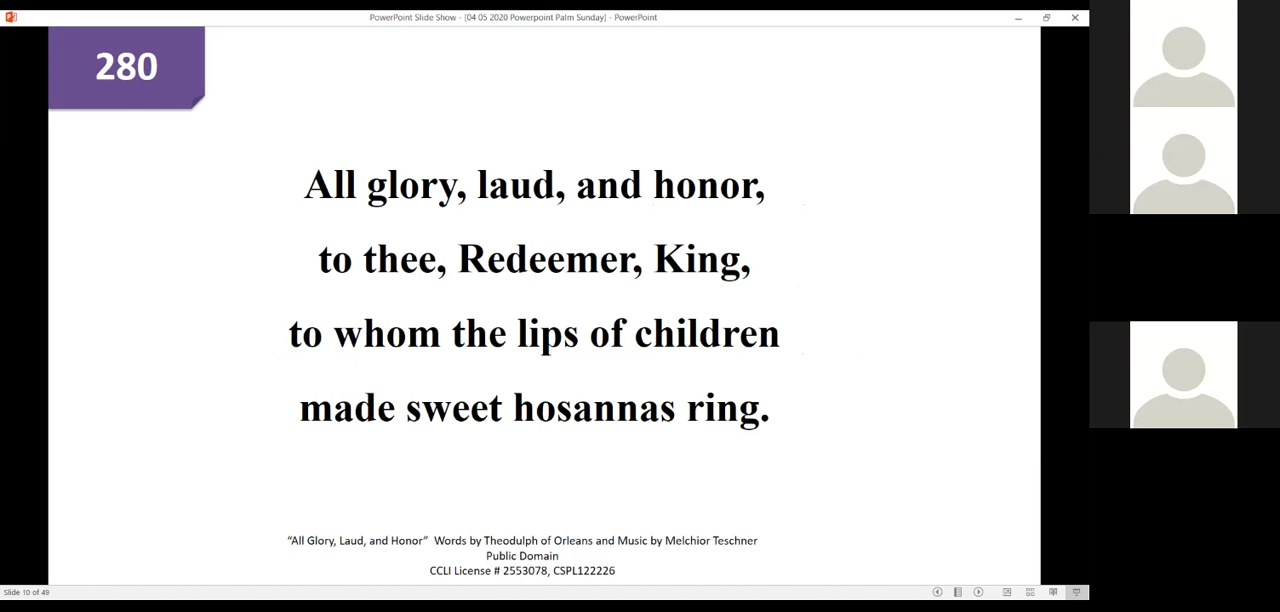 PowerPoint Slide Show - [04 05 2020 Powerpoint Palm Sunday] - PowerPoint
280
All glory, laud, and honor,
to thee, Redeemer, King,
to whom the lips of children
made sweet hosannas ring.
“All Glory, Laud, and Honor”  Words by Theodulph of Orleans and Music by Melchior Teschner
Public Domain
CCLI License # 2553078, CSPL122226
Slide 10 of 49